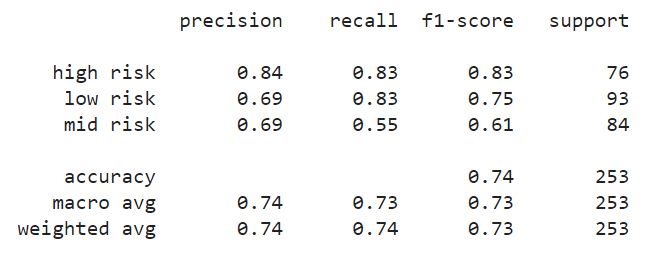 precision recall f1-score support
high risk 0.84 0.83 0.83 76
low risk 0.69 0.83 0.75 93
mid risk 0.69 0.55 0.61 84
accuracy 0.74 253
macro avg 0.74 0.73 0.73 253
weighted avg 0.74 0.74 0.73 253